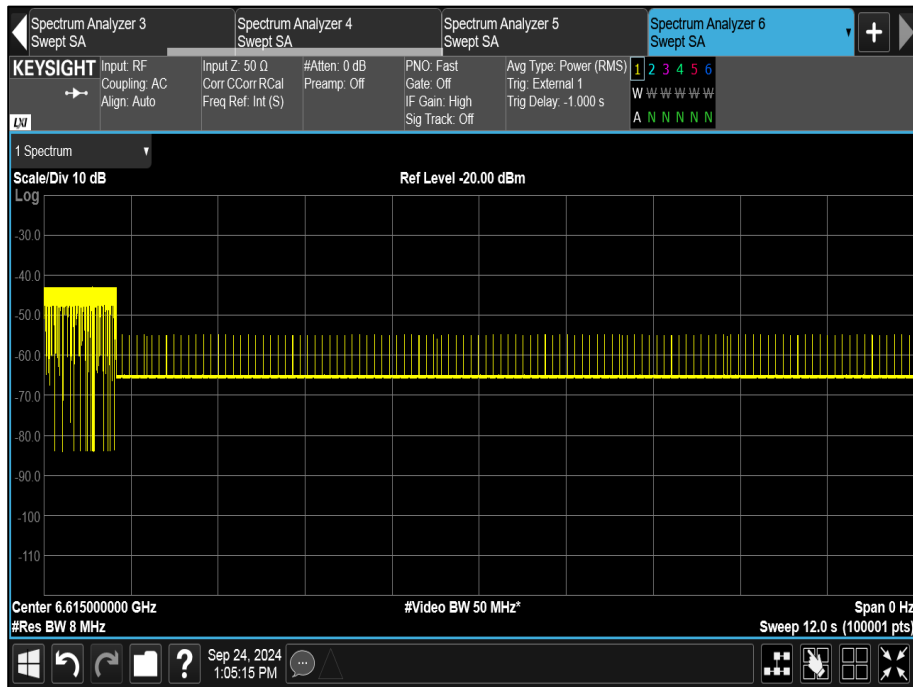 Spectrum Analyzer 3
Swept SA
Spectrum Analyzer 4
Swept SA
Spectrum Analyzer 5
Swept SA
Spectrum Analyzer 6
Swept SA
+
KEYSIGHT
LXI
Input: RF
Coupling: AC
Align: Auto
Input Z: 50 Ω
Corr CCorr RCal
Freq Ref: Int (S)
#Atten: 0 dB
Preamp: Off
PNO: Fast
Gate: Off
IF Gain: High
Sig Track: Off
Avg Type: Power (RMS)
Trig: External 1
Trig Delay: -1.000 s
1 2 3 4 5 6
W W W W W W
A N N N N N
1 Spectrum
Scale/Div 10 dB
Ref Level -20.00 dBm
Log
-30.0
-40.0
-50.0
-60.0
-70.0
-80.0
-90.0
-100
-110
Center 6.615000000 GHz
#Video BW 50 MHz*
Span 0 Hz
#Res BW 8 MHz
Sweep 12.0 s (100001 pts)
?
Sep 24, 2024
1:05:15 PM